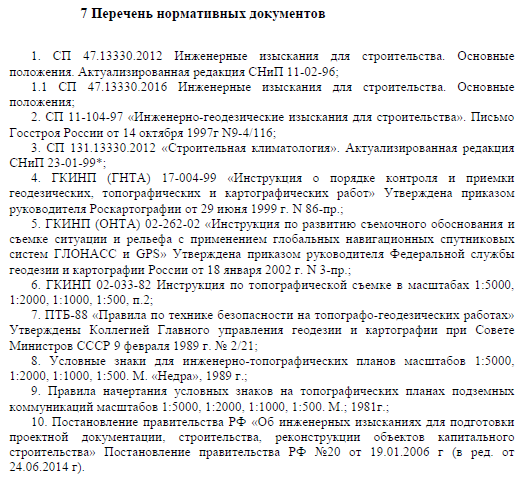 7 Перечень нормативных документов
1. СП 47.13330.2012 Инженерные изыскания для строительства. Основные
положения. Актуализированная редакция СНиП 11-02-96;
1.1 СП 47.13330.2016 Инженерные изыскания для строительства. Основные
положения;
2. СП 11-104-97 «Инженерно-геодезические изыскания для строительства». Письмо
Госстроя России от 14 октября 1997г N9-4/116;
3. СП 131.13330.2012 «Строительная климатология». Актуализированная редакция
СНиП 23-01-99*;
4. ГКИНП (ГНТА) 17-004-99 «Инструкция о порядке контроля и приемки
геодезических, топографических и картографических работ» Утверждена приказом
руководителя Роскартографии от 29 июня 1999 г. N 86-пр.;
5. ГКИНП (ОНТА) 02-262-02 «Инструкция по развитию съемочного обоснования и
съемке ситуации и рельефа с применением глобальных навигационных спутниковых
систем ГЛОНАСС и GPS» Утверждена приказом руководителя Федеральной службы
геодезии и картографии России от 18 января 2002 г. N 3-пр.;
6. ГКИНП 02-033-82 Инструкция по топографической съемке в масштабах 1:5000,
1:2000, 1:1000, 1:500, п.2;
7. ПТБ-88 «Правила по технике безопасности на топографо-геодезических работах»
Утверждены Коллегией Главного управления геодезии и картографии при Совете
Министров СССР 9 февраля 1989 г. № 2/21;
8. Условные знаки для инженерно-топографических планов масштабов 1:5000,
1:2000, 1:1000, 1:500. М. «Недра», 1989 г.;
9. Правила начертания условных знаков на топографических планах подземных
коммуникаций масштабов 1:5000, 1:2000, 1:1000, 1:500. М.; 1981г.;
10. Постановление правительства РФ «Об инженерных изысканиях для подготовки
проектной документации, строительства, реконструкции объектов капитального
строительства» Постановление правительства РФ №20 от 19.01.2006 г (в ред. от
24.06.2014 г).